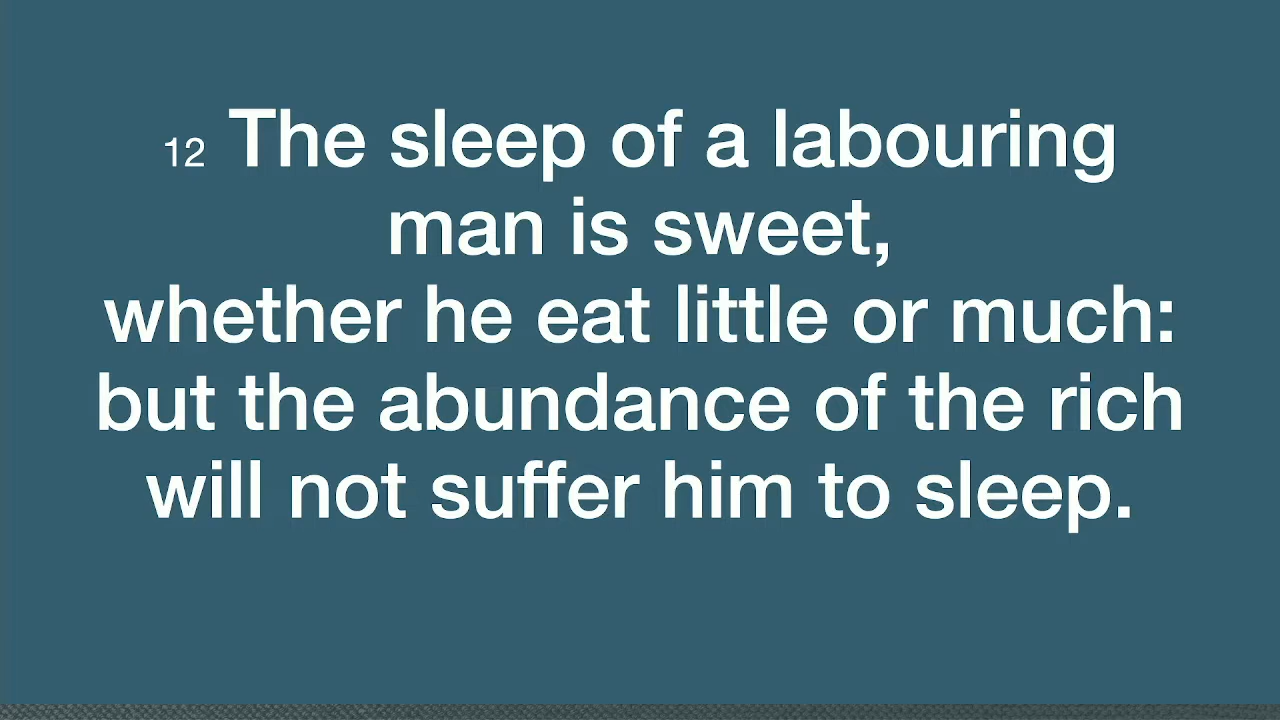 12 The sleep of a labouring
man is sweet,
whether he eat little or much:
but the abundance of the rich
will not suffer him to sleep.